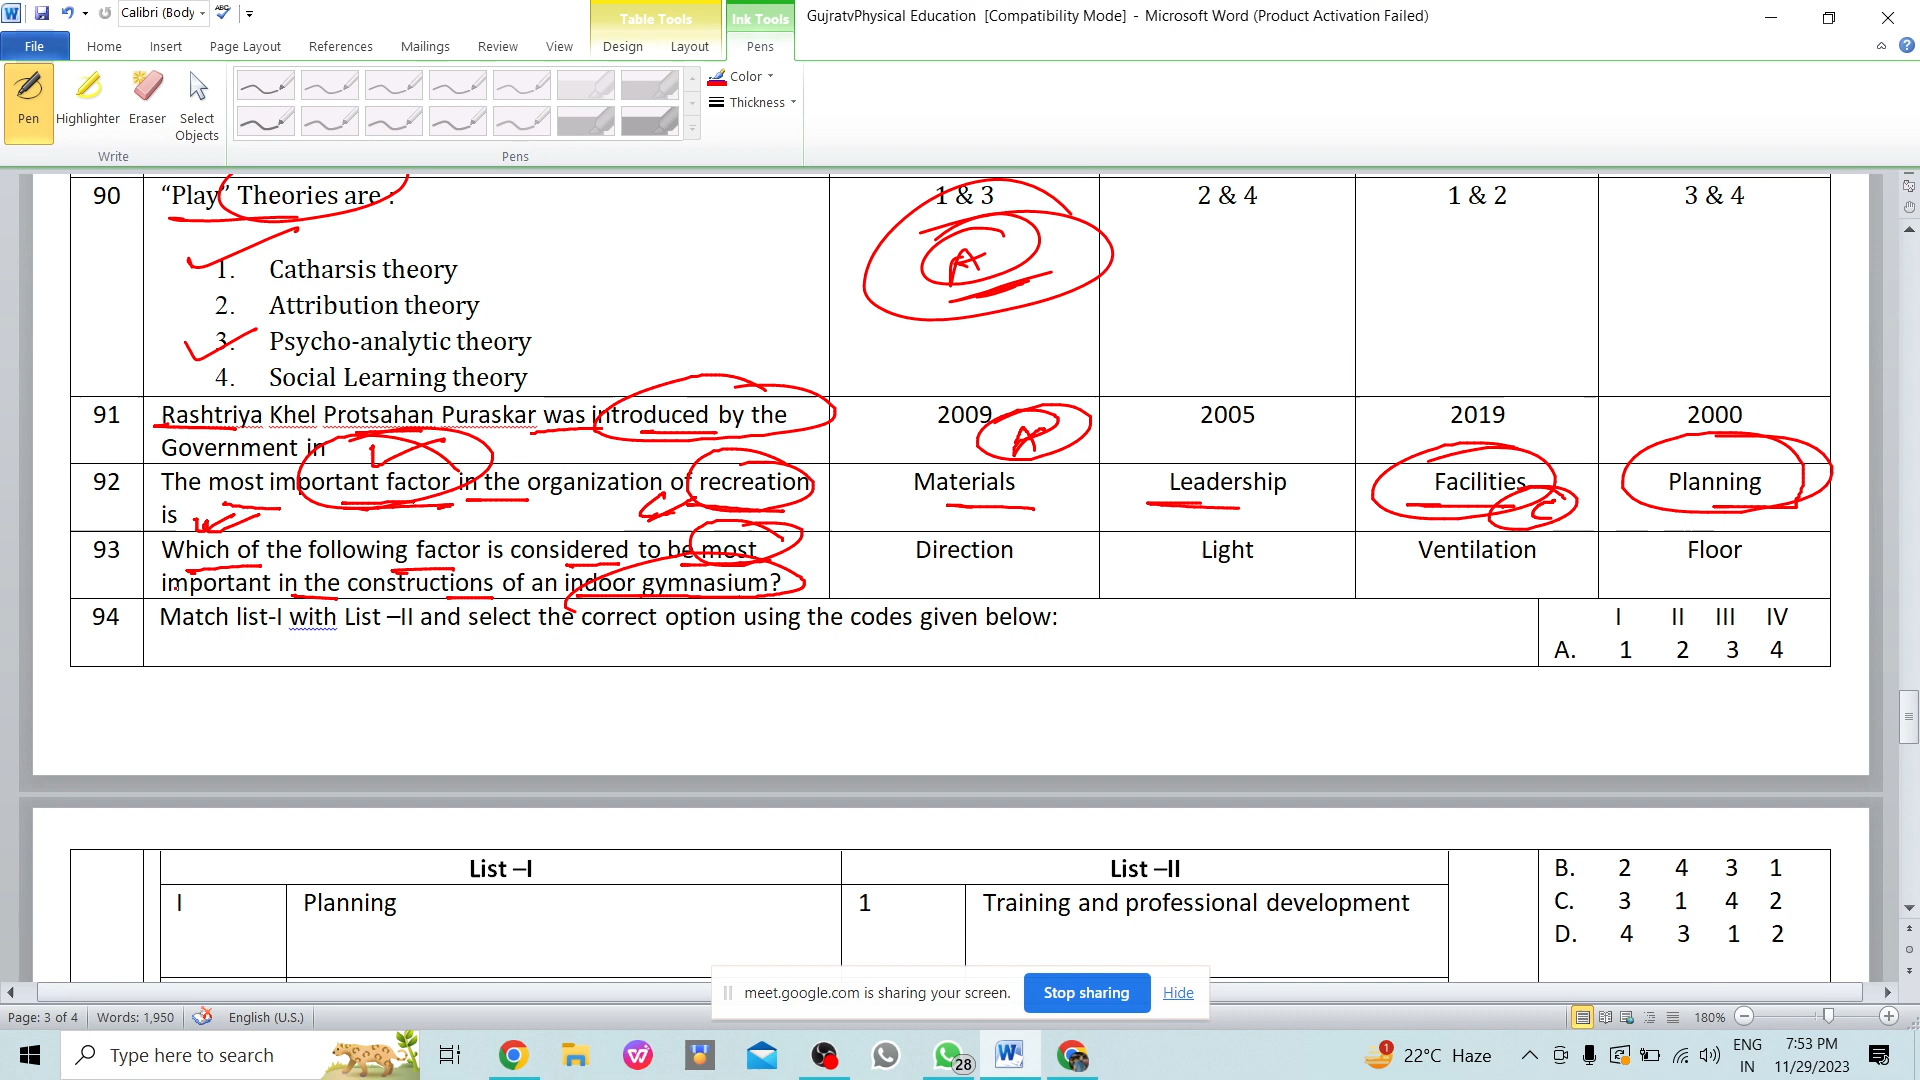 Calibri (Body
GujratvPhysical Education [Compatibility Mode] - Microsoft Word (Product Activation Failed)
Table Tools
Ink Tools
File
Home
Insert
Page Layout
References
Mailings
Review
View
Design
Layout
Pens
Pen
Highlighter
Eraser
Select Objects
Color
Thickness
Write
Pens
90 "Play" Theories are : 1 & 3 2 & 4 1 & 2 3 & 4
1. Catharsis theory
A
2. Attribution theory
3. Psycho-analytic theory
4. Social Learning theory
91 Rashtriya Khel Protsahan Puraskar was introduced by the 2009 2005 2019 2000
Government in
A
92 The most important factor in the organization of recreation Materials Leadership Facilities Planning
is
C
93 Which of the following factor is considered to be most Direction Light Ventilation Floor
important in the constructions of an indoor gymnasium?
94 Match list-I with List –II and select the correct option using the codes given below: I II III IV
A. 1 2 3 4
List –I List –II B. 2 4 3 1
I Planning 1 Training and professional development C. 3 1 4 2
D. 4 3 1 2
meet.google.com is sharing your screen. Stop sharing Hide
Page: 3 of 4 Words: 1,950 English (U.S.) 180%
Type here to search
28
1
22°C Haze
ENG
IN
7:53 PM
11/29/2023